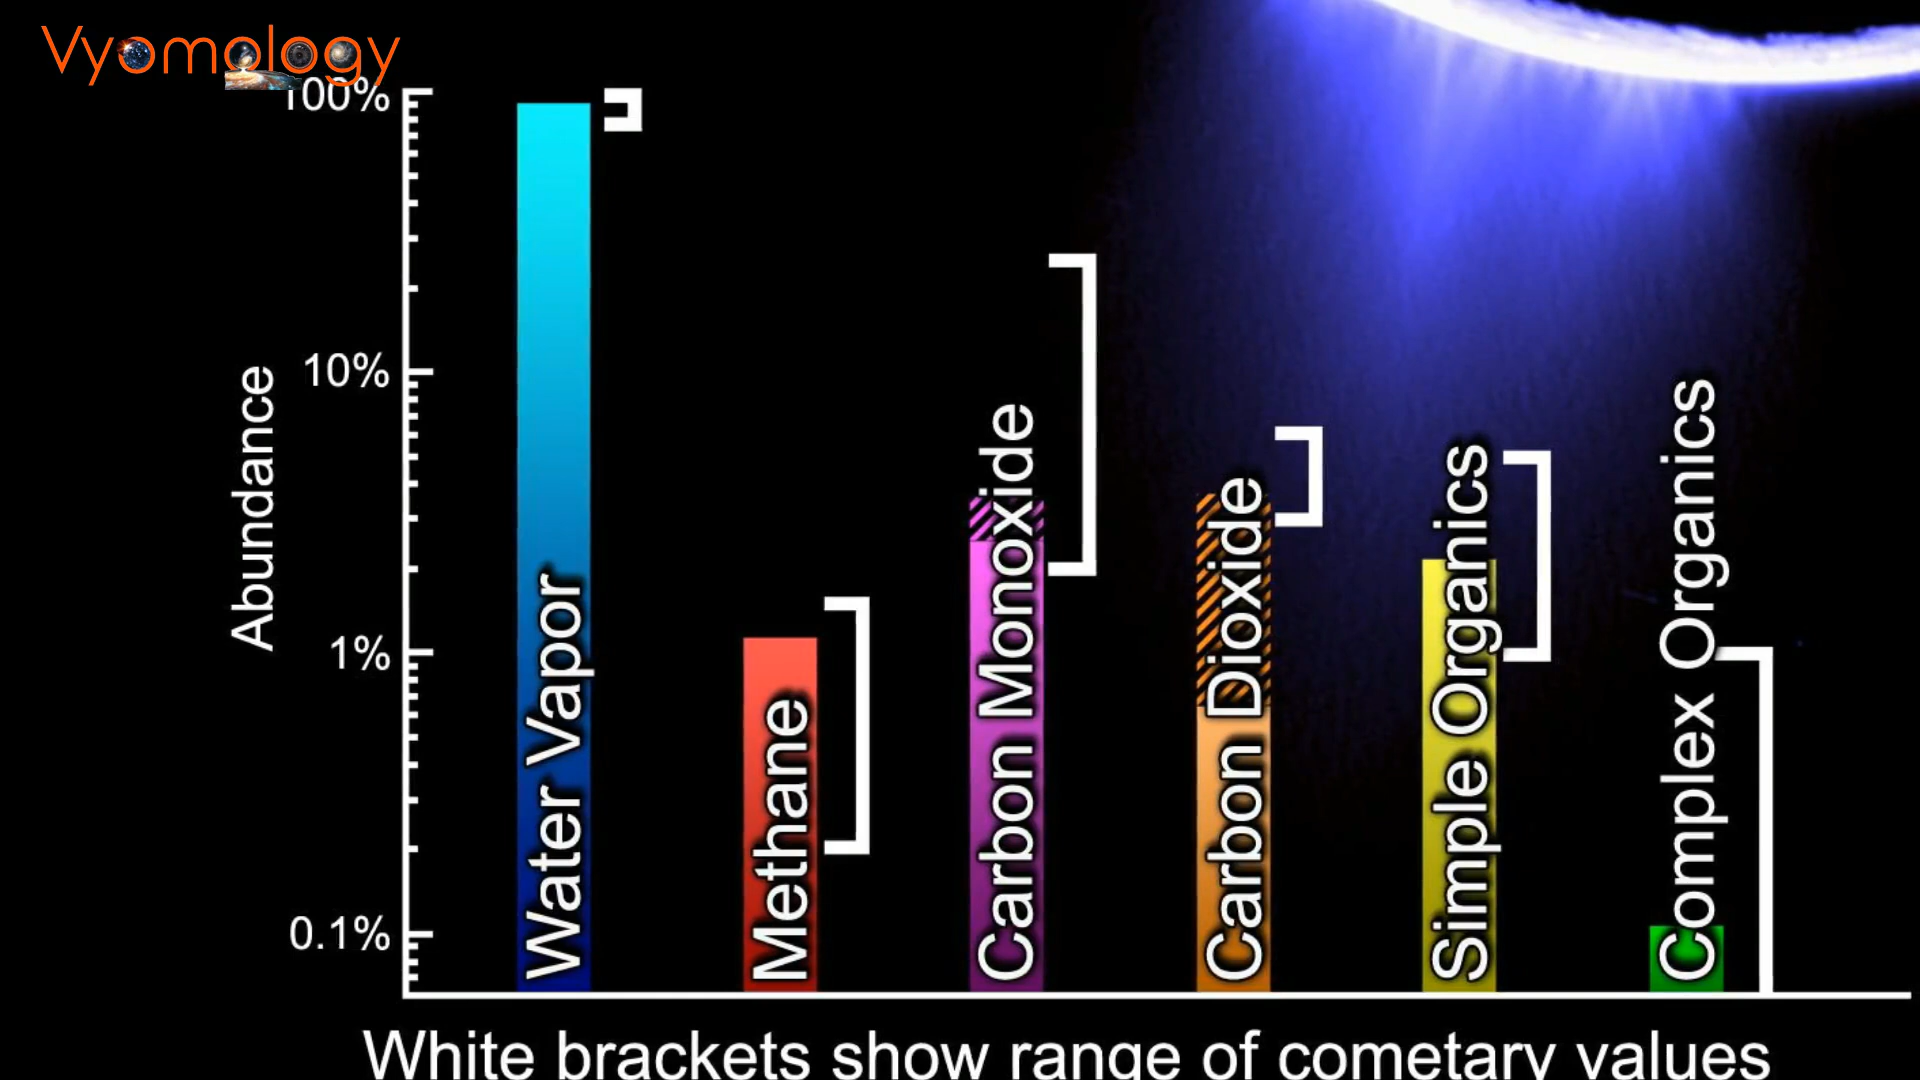 Vyomology
100%
10%
1%
0.1%
Abundance
Water Vapor
Methane
Carbon Monoxide
Carbon Dioxide
Simple Organics
Complex Organics
White brackets show range of cometary values